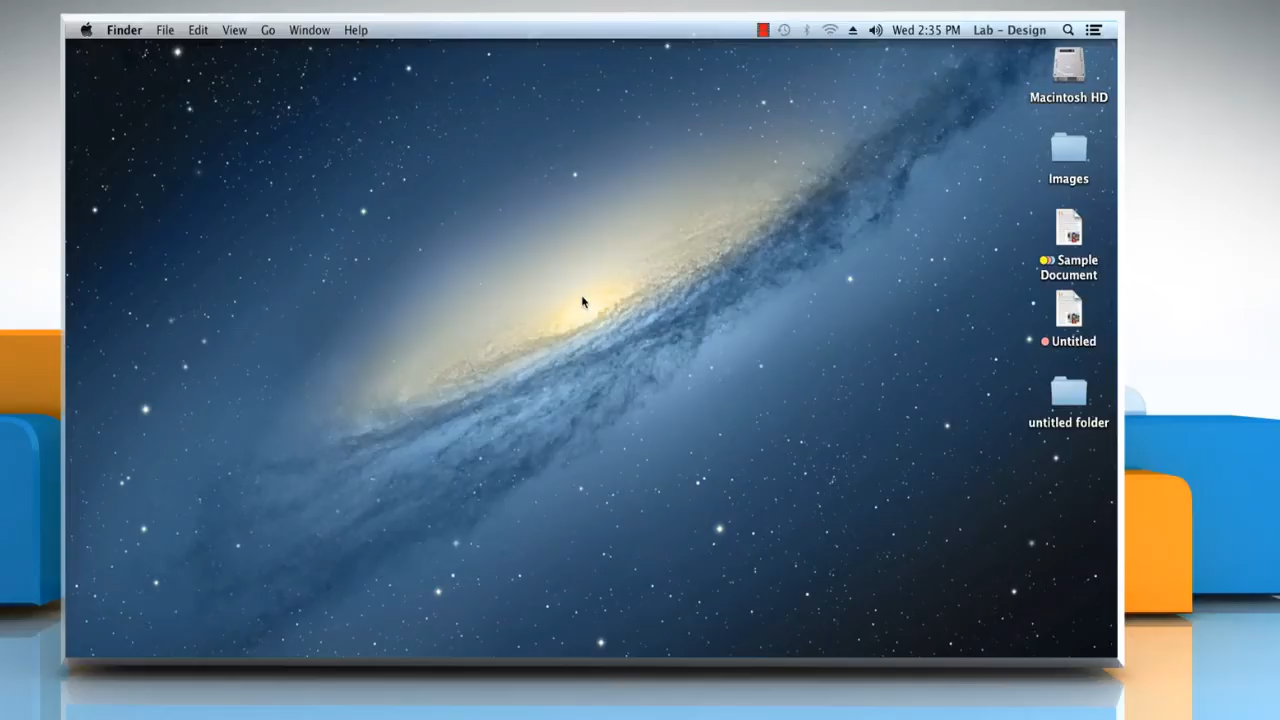 Finder File Edit View Go Window Help Wed 2:35 PM Lab - Design
Macintosh HD
Images
Sample
Document
Untitled
untitled folder